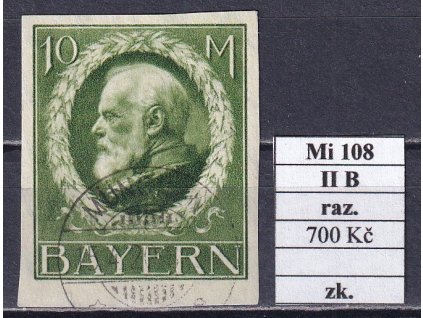 10 M
BAYERN
Mi 108
II B
raz.
700 Kč
zk.